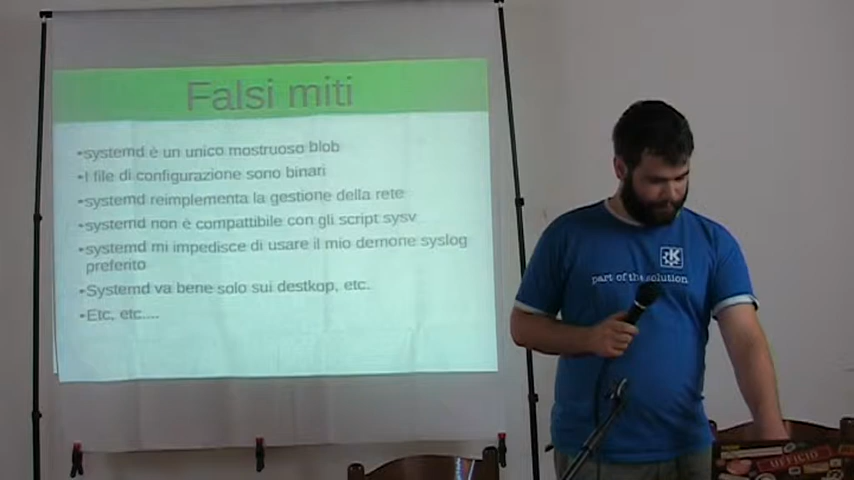 Falsi miti
•systemd è un unico mostruoso blob
•I file di configurazione sono binari
•systemd reimplementa la gestione della rete
•systemd non è compatibile con gli script sysv
•systemd mi impedisce di usare il mio demone syslog
preferito
•Systemd va bene solo sui destkop, etc.
•Etc, etc....
K
part of the solution
UFFICIO